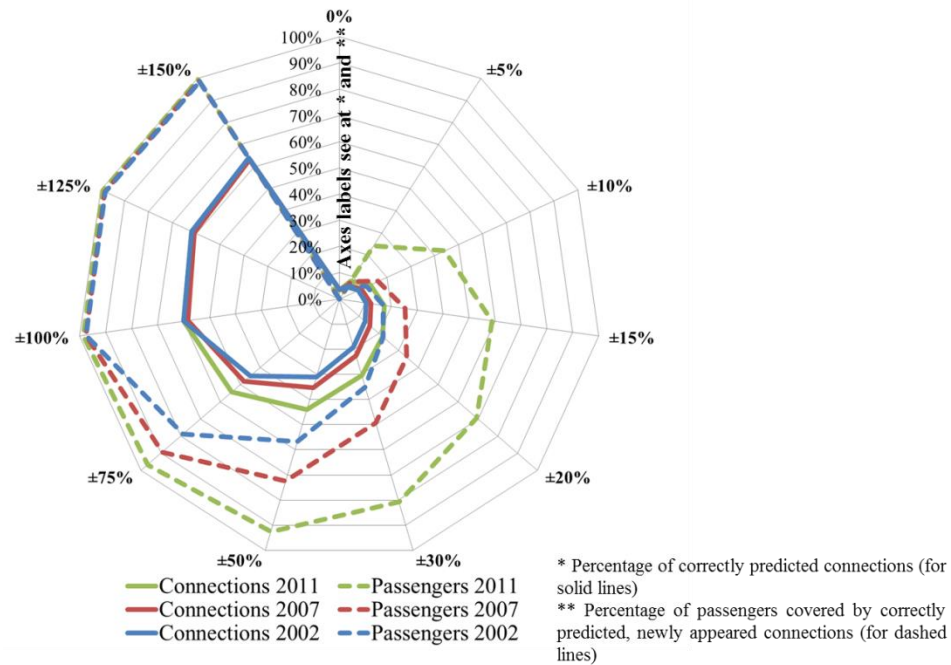 0%
100%
90%
80%
70%
60%
50%
40%
30%
20%
10%
0%
Axes labels see at * and **
±5%
±10%
±15%
±20%
±30%
±50%
±75%
±100%
±125%
±150%
Connections 2011 Passengers 2011
Connections 2007 Passengers 2007
Connections 2002 Passengers 2002
* Percentage of correctly predicted connections (for
solid lines)
** Percentage of passengers covered by correctly
predicted, newly appeared connections (for dashed
lines)